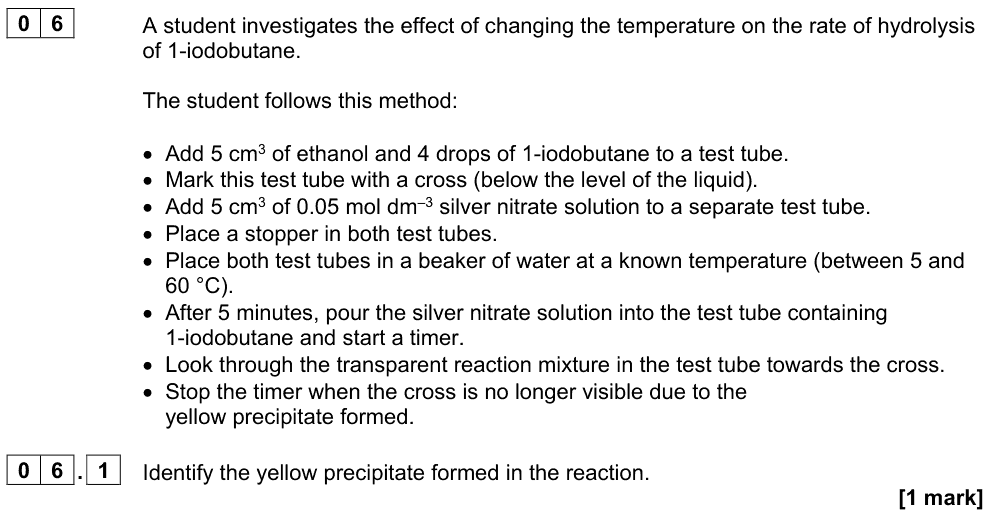 0 6 A student investigates the effect of changing the temperature on the rate of hydrolysis
of 1-iodobutane.
The student follows this method:
• Add 5 cm³ of ethanol and 4 drops of 1-iodobutane to a test tube.
• Mark this test tube with a cross (below the level of the liquid).
• Add 5 cm³ of 0.05 mol dm⁻³ silver nitrate solution to a separate test tube.
• Place a stopper in both test tubes.
• Place both test tubes in a beaker of water at a known temperature (between 5 and
60 °C).
• After 5 minutes, pour the silver nitrate solution into the test tube containing
1-iodobutane and start a timer.
• Look through the transparent reaction mixture in the test tube towards the cross.
• Stop the timer when the cross is no longer visible due to the
yellow precipitate formed.
0 6 . 1 Identify the yellow precipitate formed in the reaction.
[1 mark]